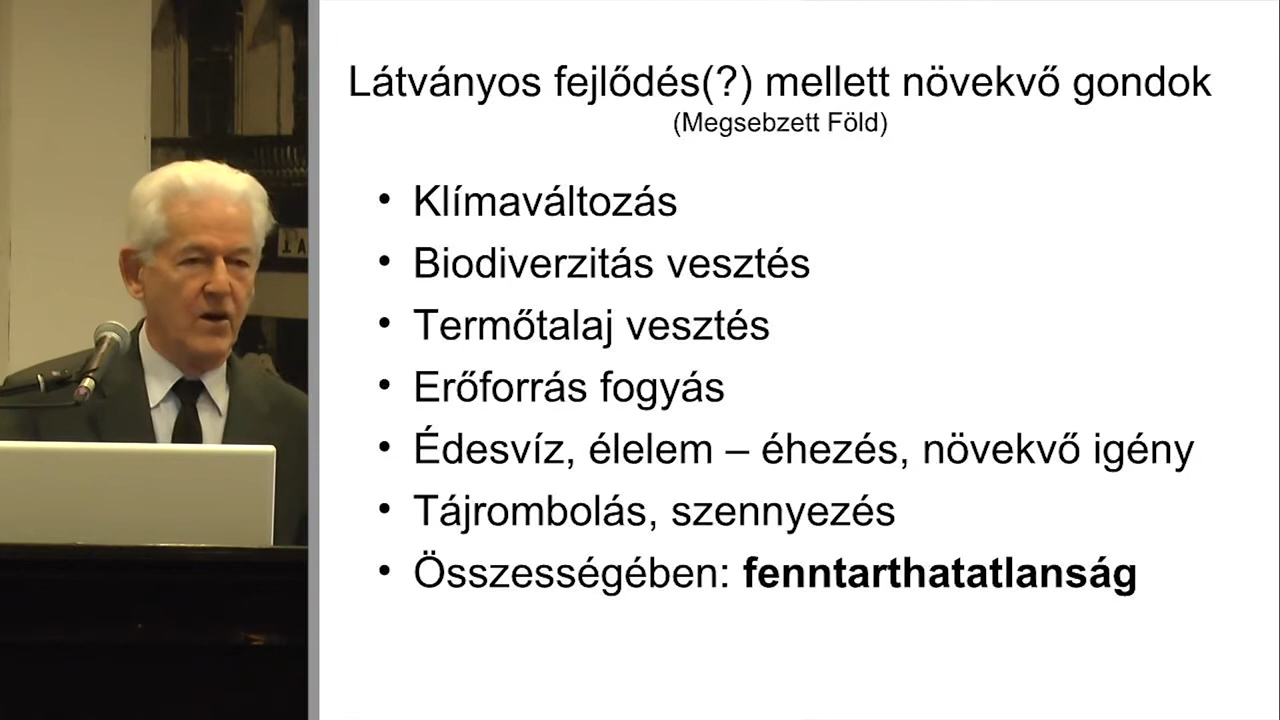 Látványos fejlődés(?) mellett növekvő gondok
(Megsebzett Föld)
• Klímaváltozás
• Biodiverzitás vesztés
• Termőtalaj vesztés
• Erőforrás fogyás
• Édesvíz, élelem – éhezés, növekvő igény
• Tájrombolás, szennyezés
• Összességében: fenntarthatatlanság